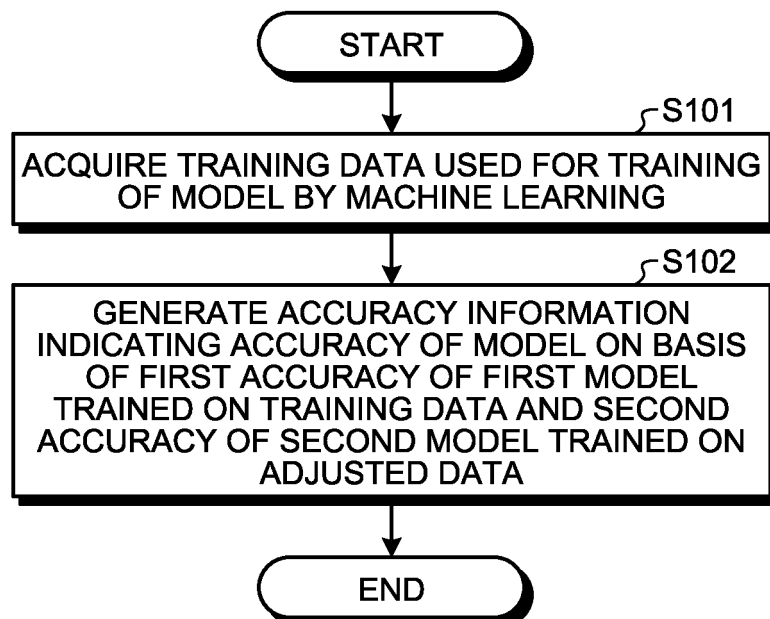 START
S101
ACQUIRE TRAINING DATA USED FOR TRAINING
OF MODEL BY MACHINE LEARNING
S102
GENERATE ACCURACY INFORMATION
INDICATING ACCURACY OF MODEL ON BASIS
OF FIRST ACCURACY OF FIRST MODEL
TRAINED ON TRAINING DATA AND SECOND
ACCURACY OF SECOND MODEL TRAINED ON
ADJUSTED DATA
END